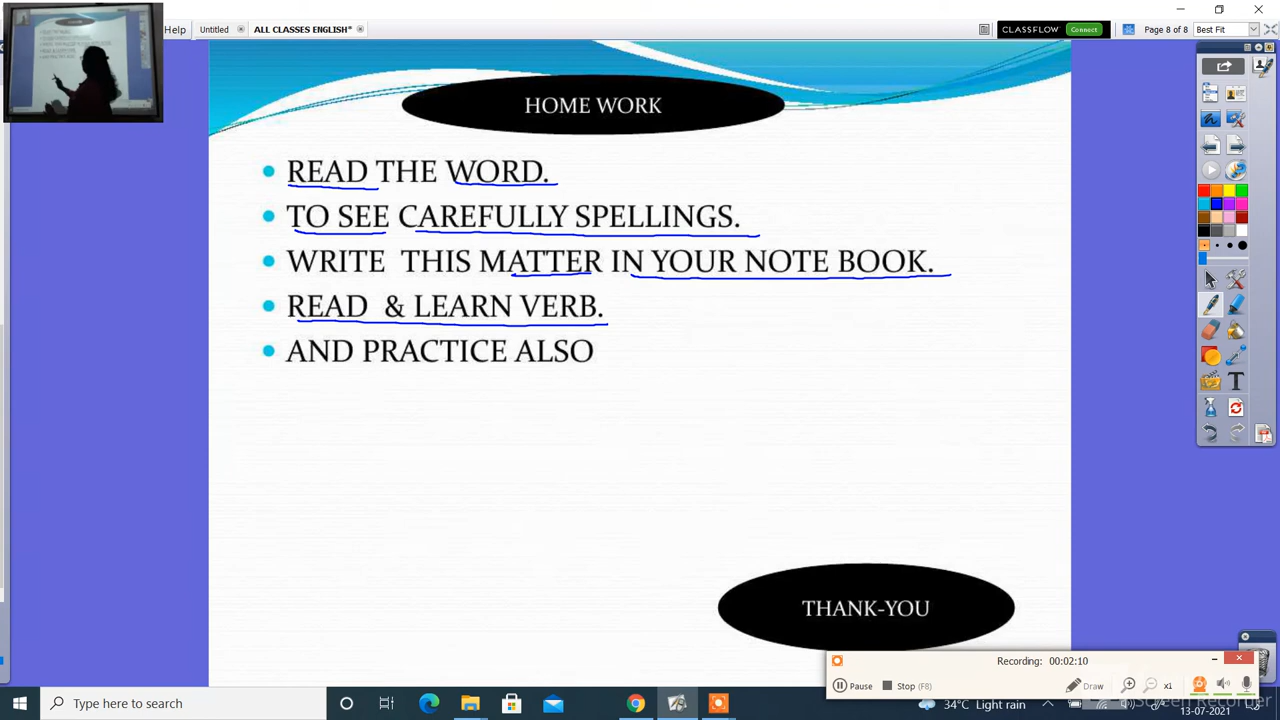 Help
Untitled
ALL CLASSES ENGLISH*
CLASSFLOW
Connect
Page 8 of 8
Best Fit
HOME WORK
READ THE WORD.
TO SEE CAREFULLY SPELLINGS.
WRITE THIS MATTER IN YOUR NOTE BOOK.
READ & LEARN VERB.
AND PRACTICE ALSO
THANK-YOU
Recording: 00:02:10
Pause
Stop (F8)
Draw
x1
Screen Recorder
Type here to search
34°C Light rain
13-07-2021